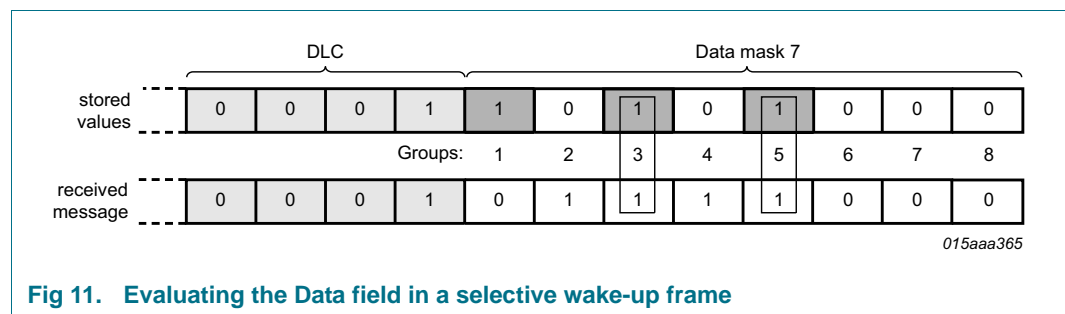 DLC Data mask 7
stored values 0 0 0 1 1 0 1 0 1 0 0 0
Groups: 1 2 3 4 5 6 7 8
received message 0 0 0 1 0 1 1 1 1 0 0 0
015aaa365
Fig 11. Evaluating the Data field in a selective wake-up frame